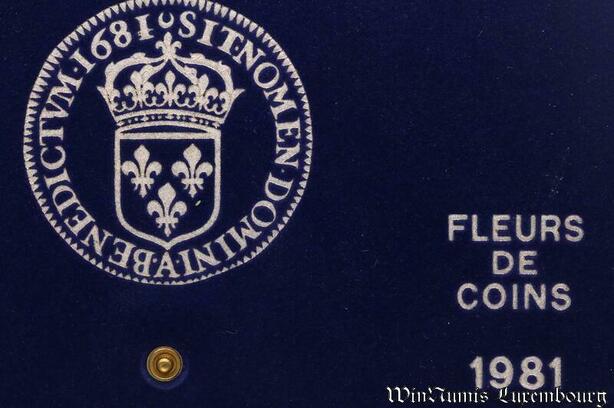 ·1681·SIT·NOMEN·DOMINI·A·BENEDICTVM
FLEURS
DE
COINS
1981
WinNumis Luxembourg